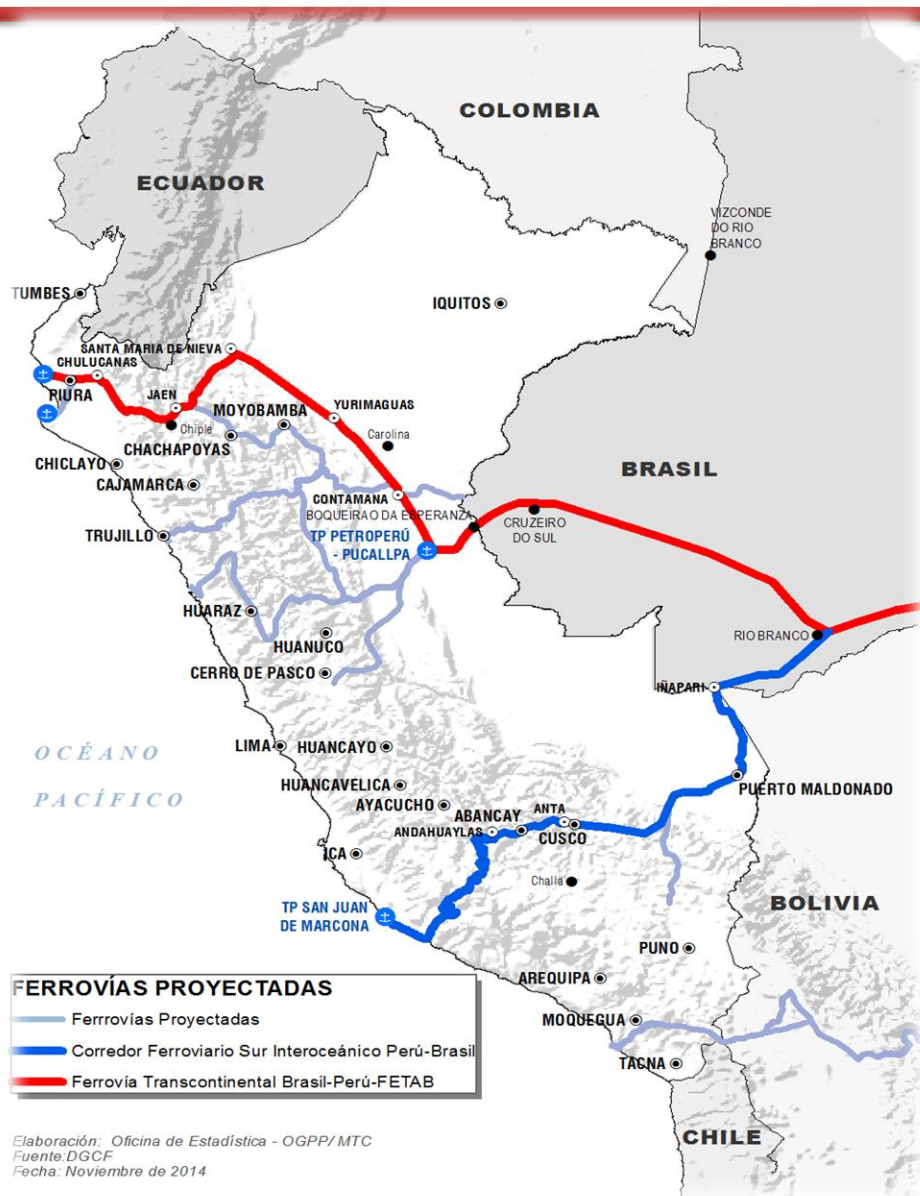 COLOMBIA
ECUADOR
VIZCONDE
DO RIO
BRANCO
TUMBES
IQUITOS
SANTA MARIA DE NIEVA
CHULUCANAS
PIURA
JAEN
MOYOBAMBA
YURIMAGUAS
Chiple
Carolina
CHACHAPOYAS
CHICLAYO
CAJAMARCA
BRASIL
CONTAMANA
BOQUEIRAO DA ESPERANZA
CRUZEIRO
DO SUL
TRUJILLO
TP PETROPERÚ
- PUCALLPA
HUARAZ
HUANUCO
RIO BRANCO
CERRO DE PASCO
IÑAPARI
OCÉANO
PACÍFICO
LIMA
HUANCAYO
HUANCAVELICA
PUERTO MALDONADO
AYACUCHO
ABANCAY
ANTA
ANDAHUAYLAS
CUSCO
ICA
Challa
TP SAN JUAN
DE MARCONA
BOLIVIA
PUNO
AREQUIPA
MOQUEGUA
TACNA
CHILE
FERROVÍAS PROYECTADAS
Ferrrovías Proyectadas
Corredor Ferroviario Sur Interoceánico Perú-Brasil
Ferrovía Transcontinental Brasil-Perú-FETAB
Elaboración: Oficina de Estadística - OGPP/ MTC
Fuente:DGCF
Fecha: Noviembre de 2014